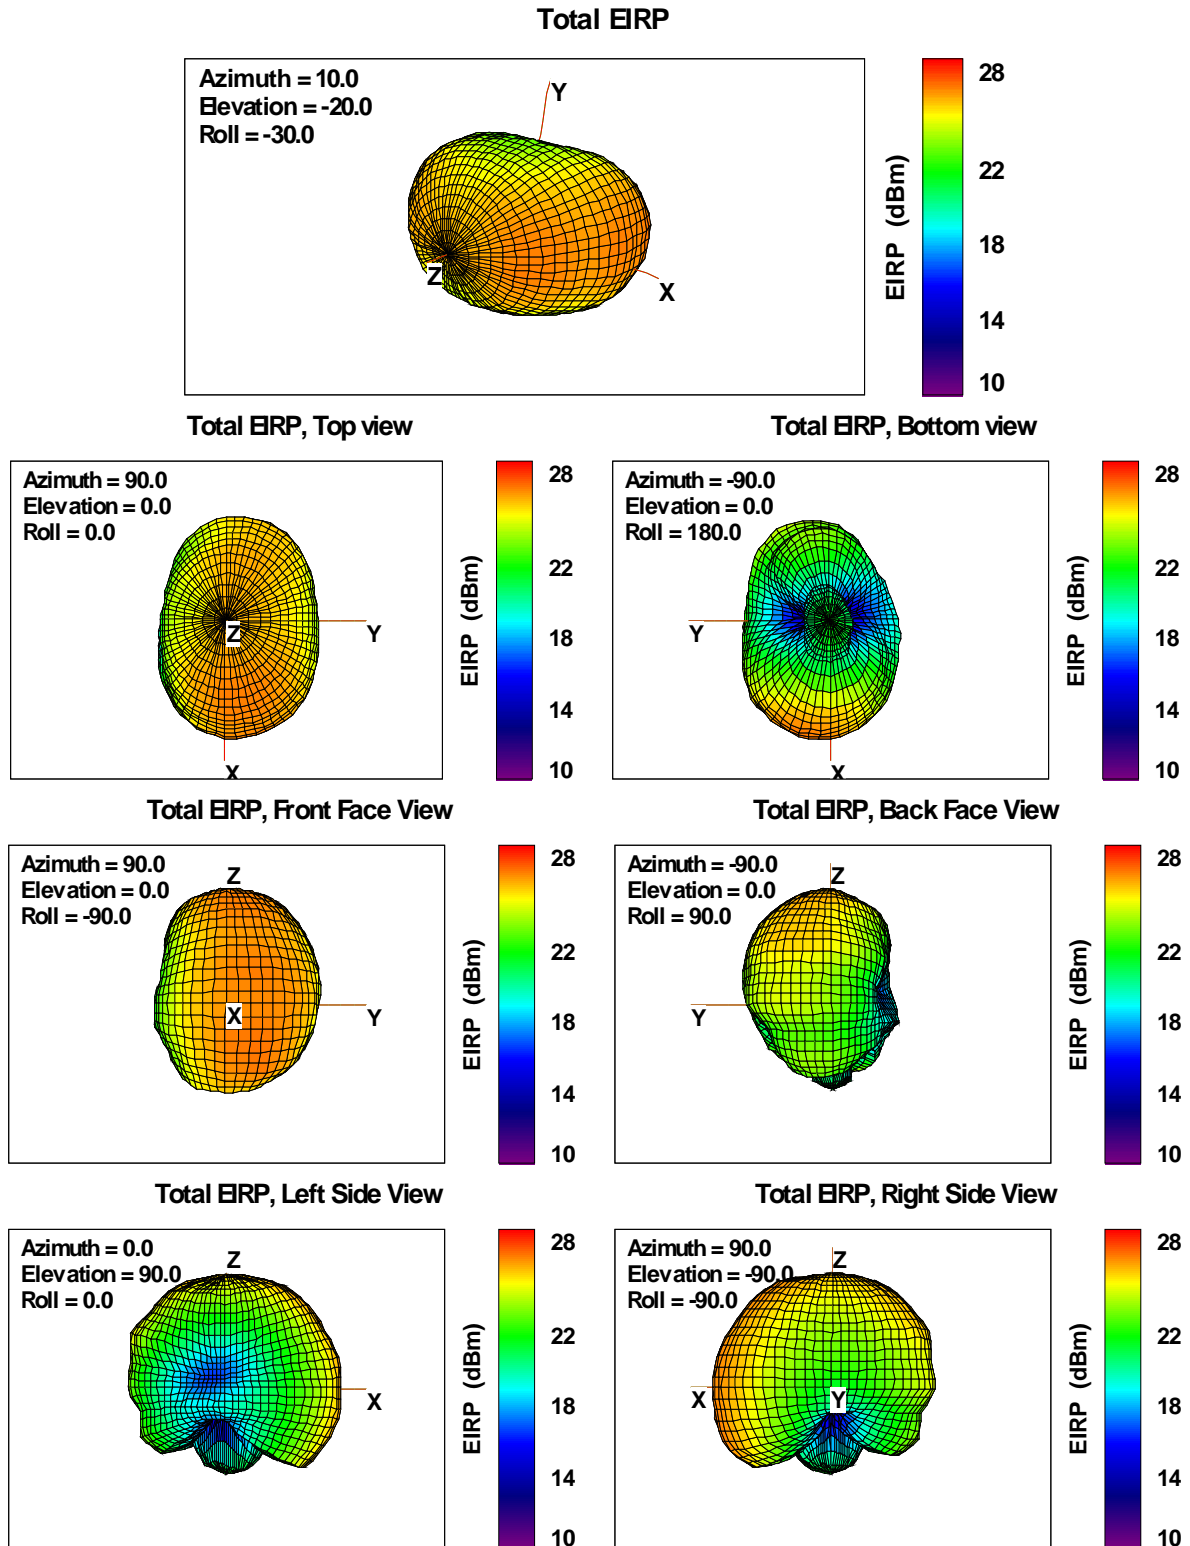 Total EIRP
Azimuth = 10.0
Elevation = -20.0
Roll = -30.0
Y
Z
X
EIRP (dBm)
28
22
18
14
10
Total EIRP, Top view
Azimuth = 90.0
Elevation = 0.0
Roll = 0.0
Z
Y
X
EIRP (dBm)
28
22
18
14
10
Total EIRP, Bottom view
Azimuth = -90.0
Elevation = 0.0
Roll = 180.0
Y
X
EIRP (dBm)
28
22
18
14
10
Total EIRP, Front Face View
Azimuth = 90.0
Elevation = 0.0
Roll = -90.0
Z
X
Y
EIRP (dBm)
28
22
18
14
10
Total EIRP, Back Face View
Azimuth = -90.0
Elevation = 0.0
Roll = 90.0
Z
Y
EIRP (dBm)
28
22
18
14
10
Total EIRP, Left Side View
Azimuth = 0.0
Elevation = 90.0
Roll = 0.0
Z
X
EIRP (dBm)
28
22
18
14
10
Total EIRP, Right Side View
Azimuth = 90.0
Elevation = -90.0
Roll = -90.0
Z
X
Y
EIRP (dBm)
28
22
18
14
10